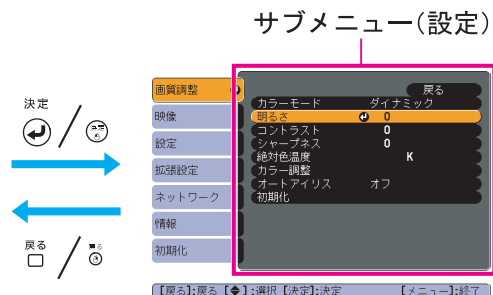 サブメニュー(設定)
決定
戻る
画質調整
映像
設定
拡張設定
ネットワーク
情報
初期化
戻る
カラーモード ダイナミック
明るさ 0
コントラスト 0
シャープネス 0
絶対色温度 K
カラー調整
オートアイリス オフ
初期化
[戻る]:戻る [◆]:選択 [決定]:決定 [メニュー]:終了